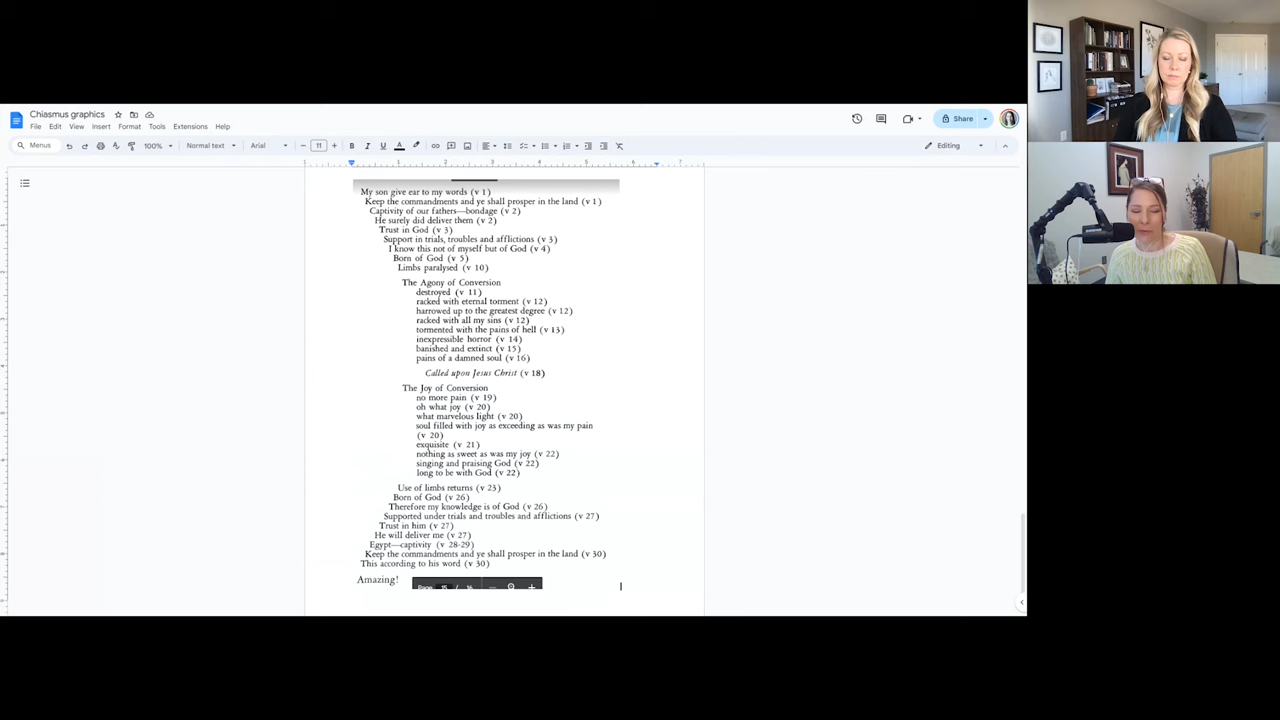 Chiasmus graphics
File Edit View Insert Format Tools Extensions Help
Share
Menus 100% Normal text Arial 11 B I U A Editing
1 1 2 3 4 5 6 7
My son give ear to my words (v 1)
Keep the commandments and ye shall prosper in the land (v 1)
Captivity of our fathers—bondage (v 2)
He surely did deliver them (v 2)
Trust in God (v 3)
Support in trials, troubles and afflictions (v 3)
I know this not of myself but of God (v 4)
Born of God (v 5)
Limbs paralysed (v 10)
The Agony of Conversion
destroyed (v 11)
racked with eternal torment (v 12)
harrowed up to the greatest degree (v 12)
racked with all my sins (v 12)
tormented with the pains of hell (v 13)
inexpressible horror (v 14)
banished and extinct (v 15)
pains of a damned soul (v 16)
Called upon Jesus Christ (v 18)
The Joy of Conversion
no more pain (v 19)
oh what joy (v 20)
what marvelous light (v 20)
soul filled with joy as exceeding as was my pain
(v 20)
exquisite (v 21)
nothing as sweet as was my joy (v 22)
singing and praising God (v 22)
long to be with God (v 22)
Use of limbs returns (v 23)
Born of God (v 26)
Therefore my knowledge is of God (v 26)
Supported under trials and troubles and afflictions (v 27)
Trust in him (v 27)
He will deliver me (v 27)
Egypt—captivity (v 28-29)
Keep the commandments and ye shall prosper in the land (v 30)
This according to his word (v 30)
Amazing!
Page 15 / 16